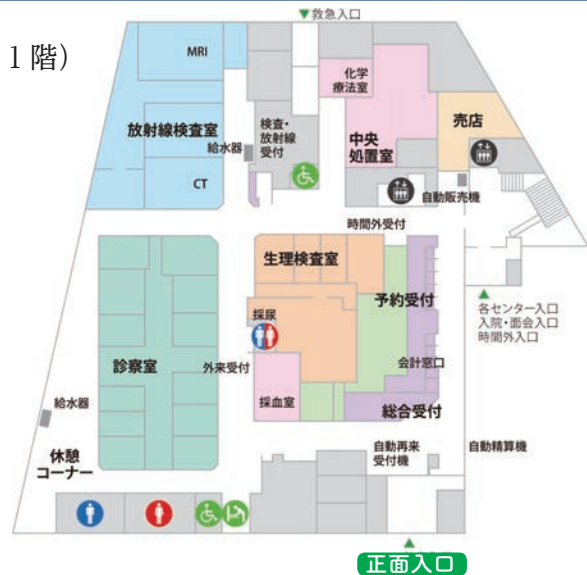 救急入口
1階)
MRI
化学
療法室
放射線検査室
検査・
放射線
受付
給水器
中央
処置室
売店
CT
自動販売機
時間外受付
生理検査室
予約受付
各センター入口
入院・面会入口
時間外入口
採尿
診察室
外来受付
会計窓口
採血室
総合受付
給水器
休憩
コーナー
自動再来
受付機
自動精算機
正面入口